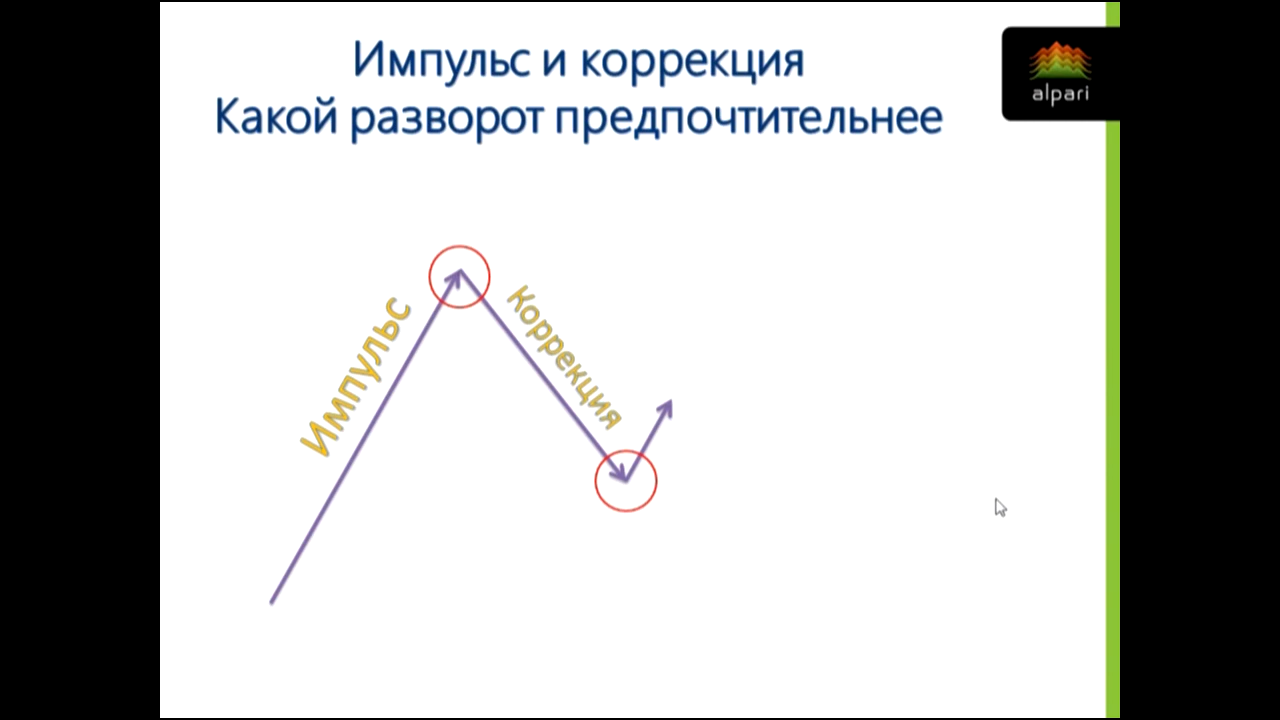 Импульс и коррекция
Какой разворот предпочтительнее
alpari
Импульс
Коррекция